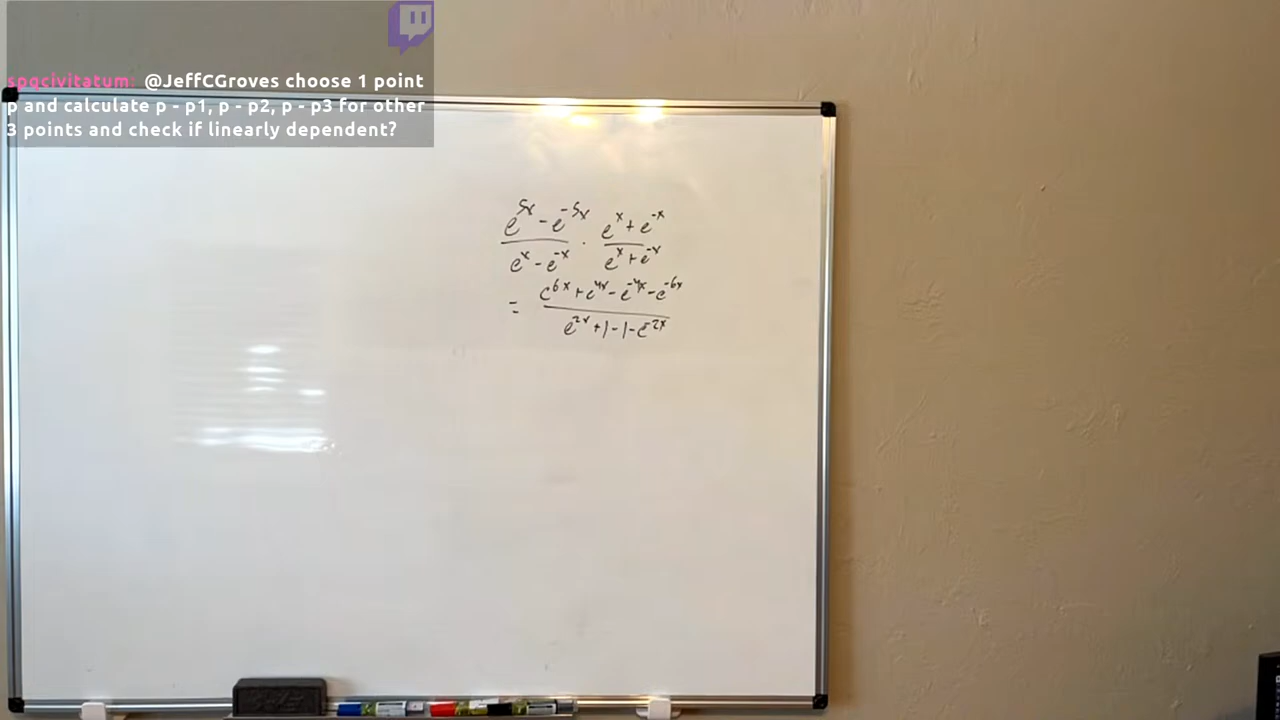 spqcivitatum: @JeffCGroves choose 1 point
p and calculate p - p1, p - p2, p - p3 for other
3 points and check if linearly dependent?
(e^{5x} - e^{-5x})/(e^x - e^{-x}) · (e^x + e^{-x})/(e^x + e^{-x})
= (e^{6x} + e^{4x} - e^{-4x} - e^{-6x})/(e^{2x} + 1 - 1 - e^{-2x})